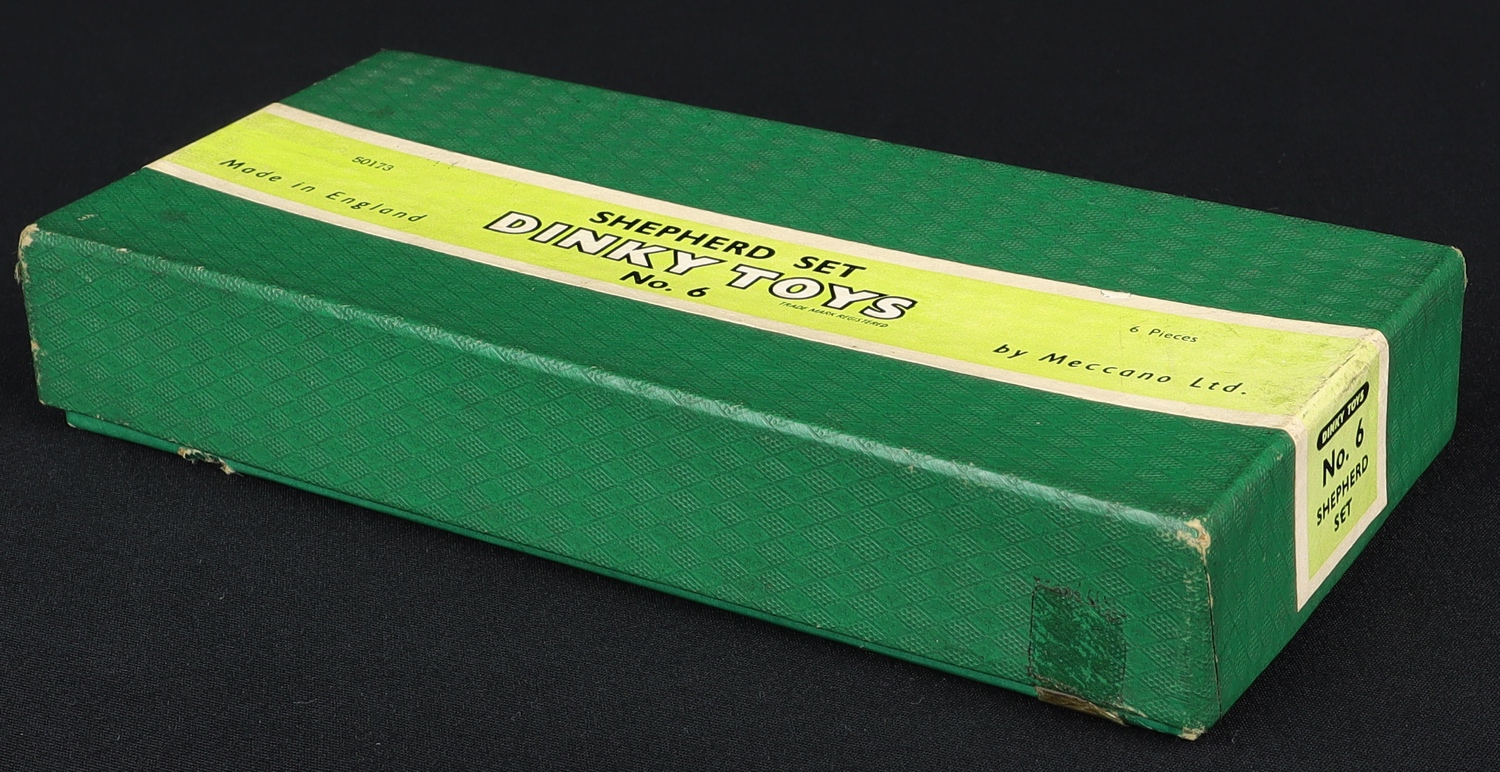 50173
Made in England
SHEPHERD SET
DINKY TOYS
No. 6
TRADE MARK REGISTERED
6 Pieces
by Meccano Ltd.
DINKY TOYS
No. 6
SHEPHERD
SET